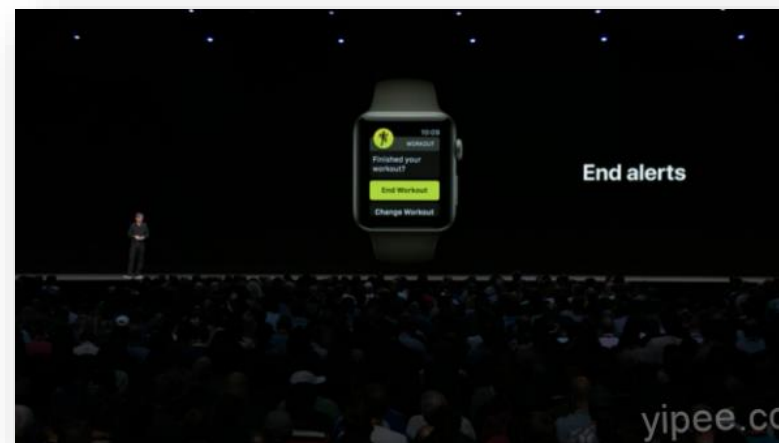 10:09
WORKOUT
Finished your
workout?
End Workout
Change Workout
End alerts
yipee.cc